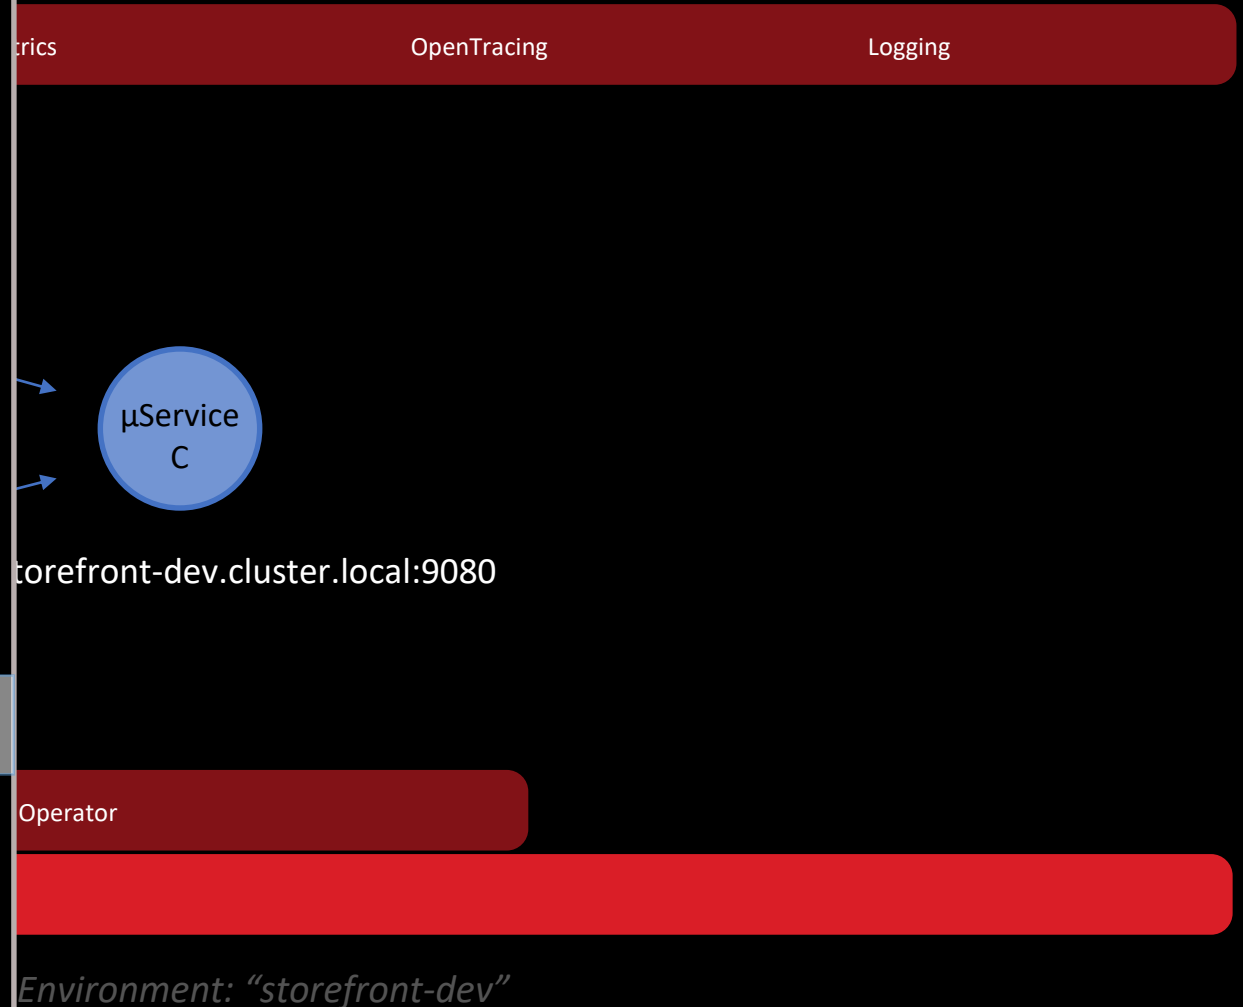 trics OpenTracing Logging
µService
C
torefront-dev.cluster.local:9080
Operator
Environment: “storefront-dev”